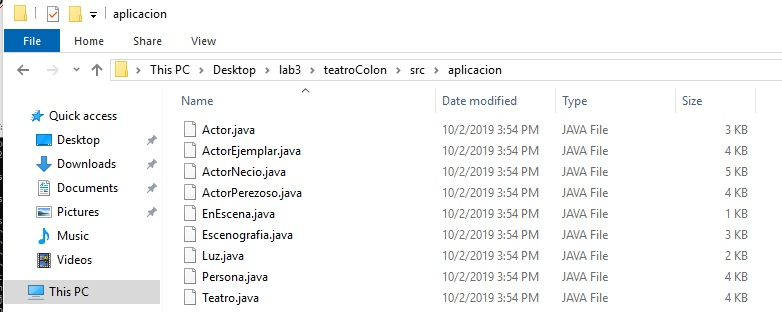 aplicacion
File Home Share View
This PC Desktop lab3 teatroColon src aplicacion
Quick access
Desktop
Downloads
Documents
Pictures
Music
Videos
This PC
Name Date modified Type Size
Actor.java 10/2/2019 3:54 PM JAVA File 3 KB
ActorEjemplar.java 10/2/2019 3:54 PM JAVA File 4 KB
ActorNecio.java 10/2/2019 3:54 PM JAVA File 5 KB
ActorPerezoso.java 10/2/2019 3:54 PM JAVA File 4 KB
EnEscena.java 10/2/2019 3:54 PM JAVA File 1 KB
Escenografia.java 10/2/2019 3:54 PM JAVA File 3 KB
Luz.java 10/2/2019 3:54 PM JAVA File 2 KB
Persona.java 10/2/2019 3:54 PM JAVA File 4 KB
Teatro.java 10/2/2019 3:54 PM JAVA File 4 KB